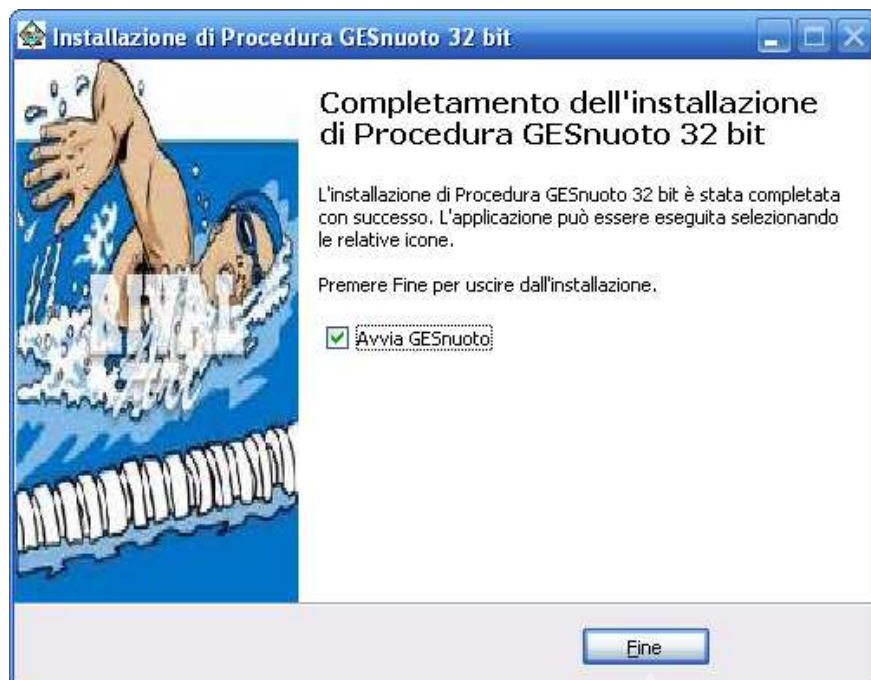 Installazione di Procedura GESnuoto 32 bit
Completamento dell'installazione
di Procedura GESnuoto 32 bit
L'installazione di Procedura GESnuoto 32 bit è stata completata
con successo. L'applicazione può essere eseguita selezionando
le relative icone.
Premere Fine per uscire dall'installazione.
Avvia GESnuoto
Fine